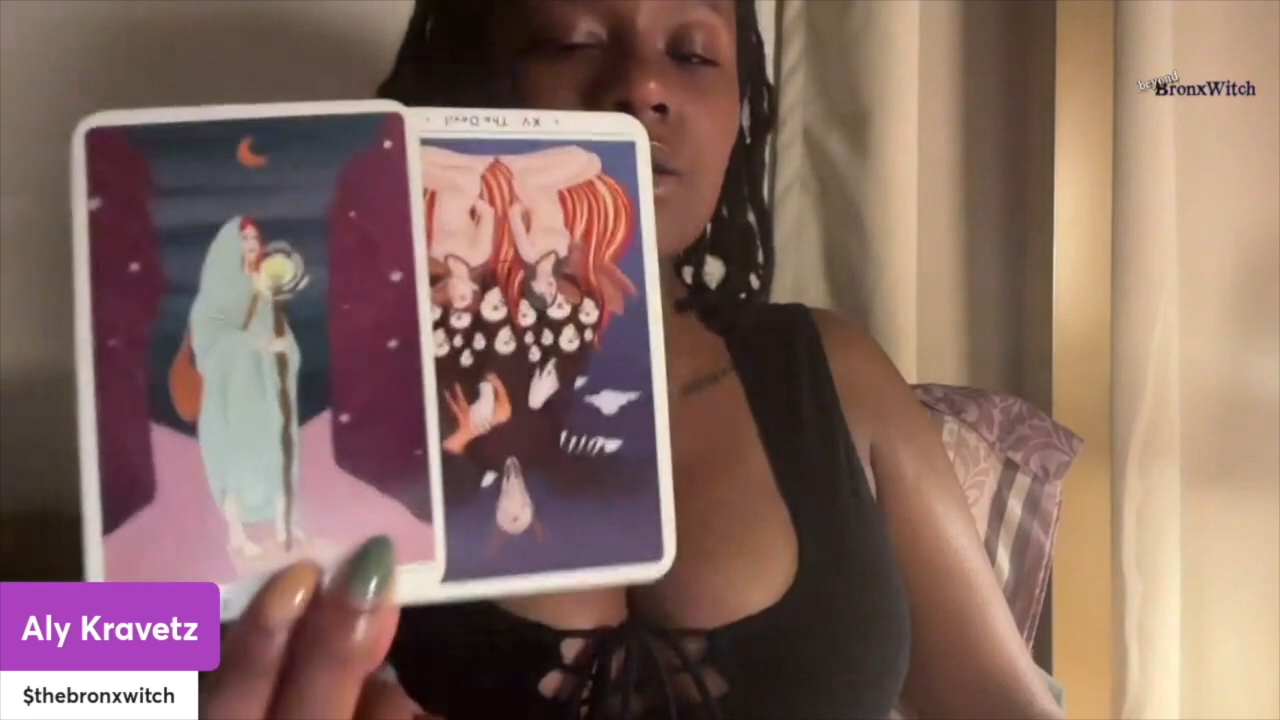 beyond
BronxWitch
XV The Devil
Aly Kravetz
$thebronxwitch